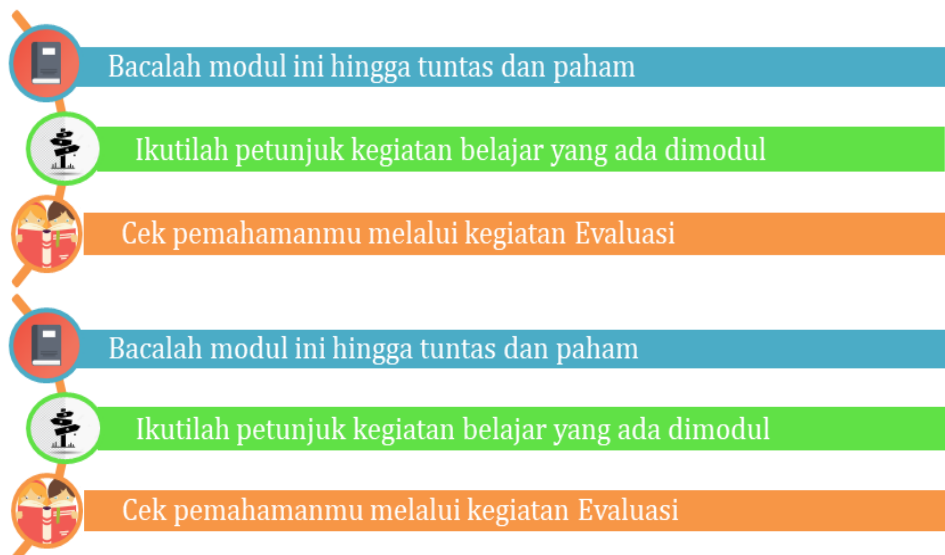 Bacalah modul ini hingga tuntas dan paham
Ikutilah petunjuk kegiatan belajar yang ada dimodul
Cek pemahamanmu melalui kegiatan Evaluasi
Bacalah modul ini hingga tuntas dan paham
Ikutilah petunjuk kegiatan belajar yang ada dimodul
Cek pemahamanmu melalui kegiatan Evaluasi